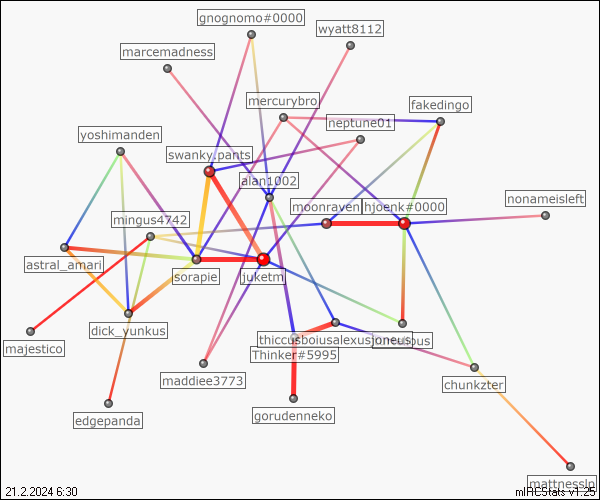 gnognomo#0000
wyatt8112
marcemadness
mercurybro
fakedingo
neptune01
yoshimanden
swanky.pants
alan1002
moonraven
hjoenk#0000
nonameisleft
mingus4742
astral_amari
sorapie
juketm
dick_yunkus
thiccusboiusalexusjoneus
majestico
Thinker#5995
maddiee3773
chunkzter
gorudenneko
edgepanda
mattnesslp
21.2.2024 6:30
mIRCStats v1.25